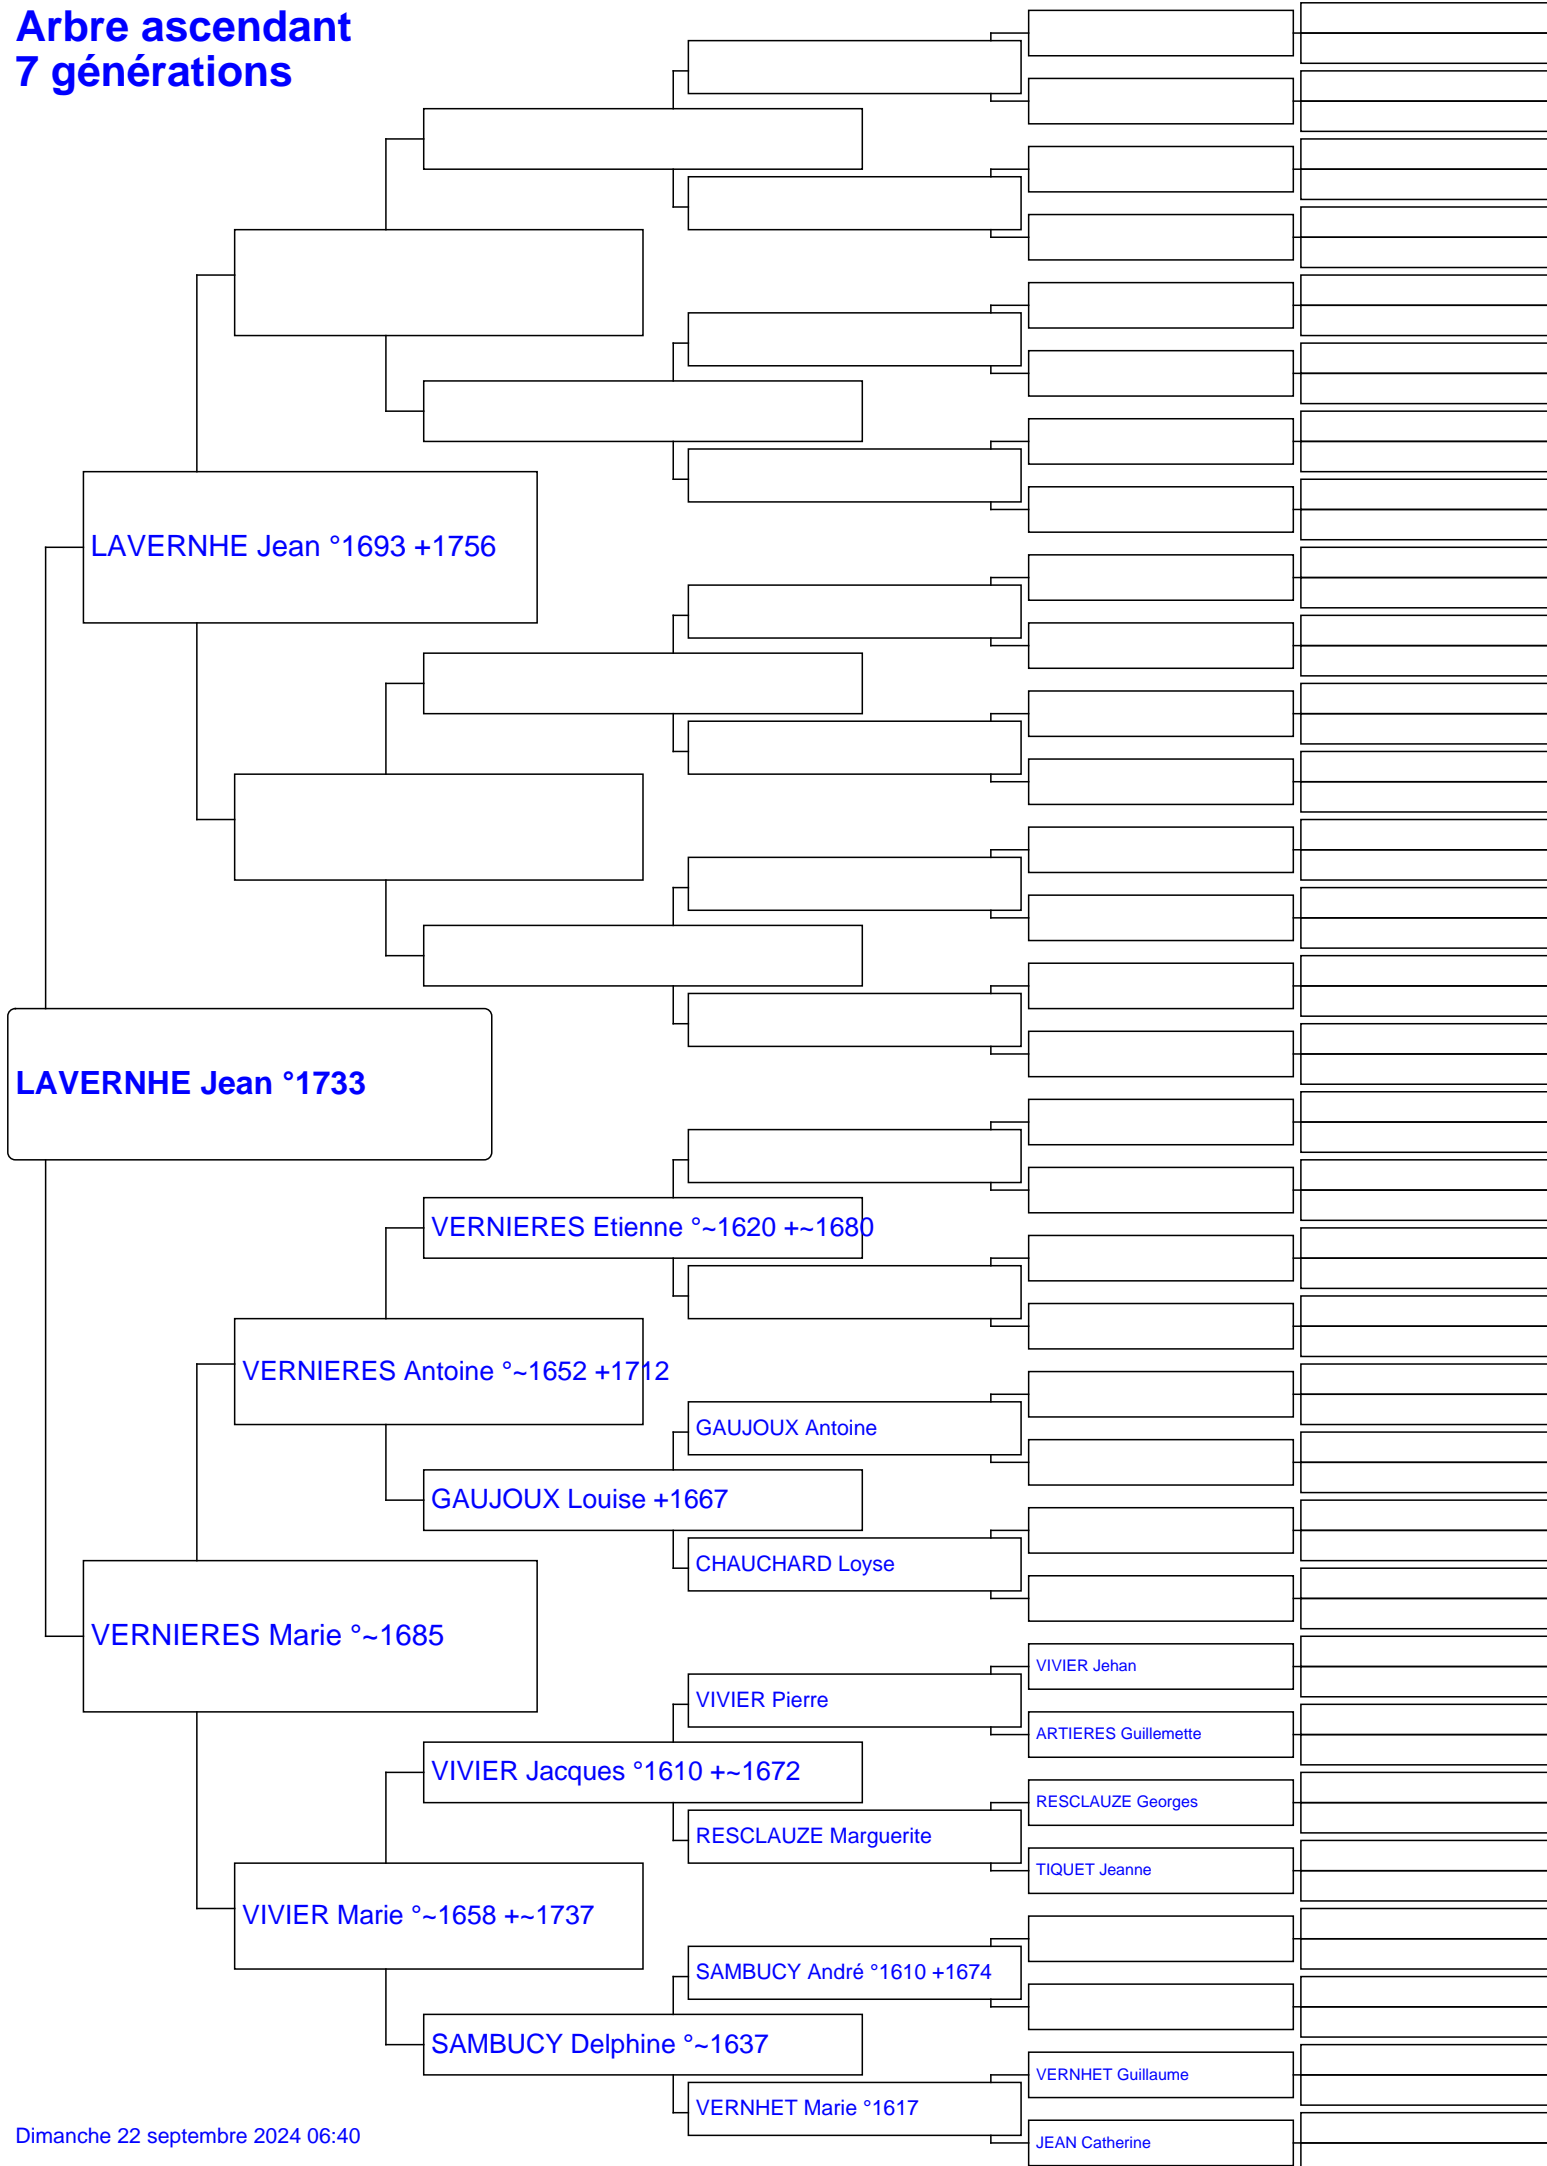 Arbre ascendant
7 générations
LAVERNHE Jean °1693 +1756
LAVERNHE Jean °1733
VERNIERES Etienne °~1620 +~1680
VERNIERES Antoine °~1652 +1712
GAUJOUX Antoine
GAUJOUX Louise +1667
CHAUCHARD Loyse
VERNIERES Marie °~1685
VIVIER Jehan
VIVIER Pierre
ARTIERES Guillemette
VIVIER Jacques °1610 +~1672
RESCLAUZE Georges
RESCLAUZE Marguerite
TIQUET Jeanne
VIVIER Marie °~1658 +~1737
SAMBUCY André °1610 +1674
SAMBUCY Delphine °~1637
VERNHET Guillaume
VERNHET Marie °1617
JEAN Catherine
Dimanche 22 septembre 2024 06:40